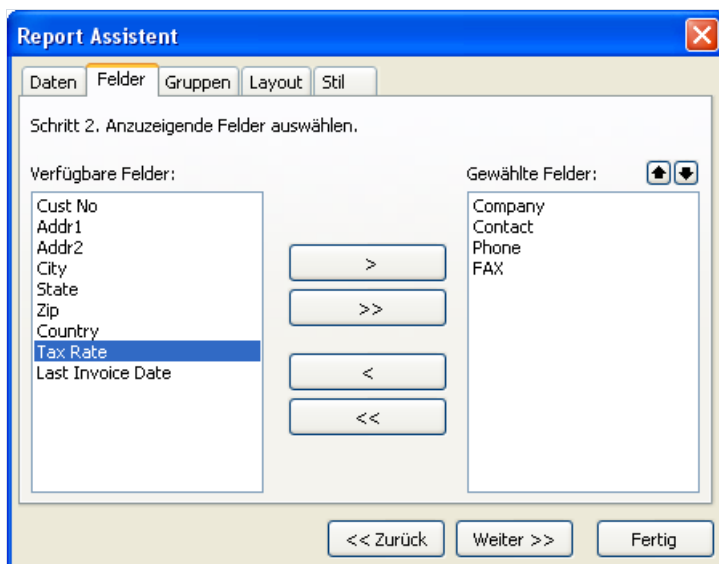 Report Assistent
Daten Felder Gruppen Layout Stil
Schritt 2. Anzuzeigende Felder auswählen.
Verfügbare Felder:
Cust No
Addr1
Addr2
City
State
Zip
Country
Tax Rate
Last Invoice Date
>
>>
<
<<
Gewählte Felder:
Company
Contact
Phone
FAX
<< Zurück Weiter >> Fertig